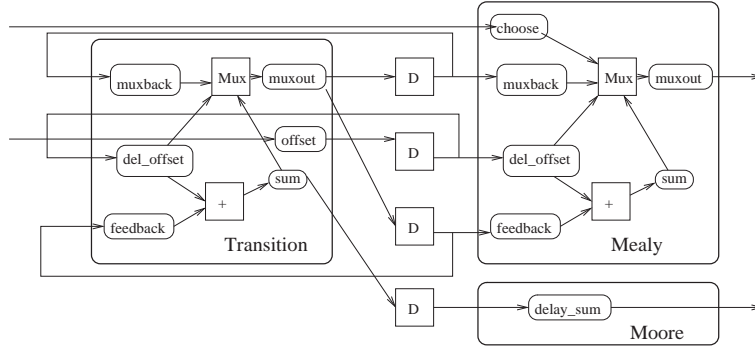 choose
muxback
Mux
muxout
D
muxback
Mux
muxout
offset
D
del_offset
del_offset
sum
sum
+
+
feedback
D
feedback
Transition
Mealy
D
delay_sum
Moore